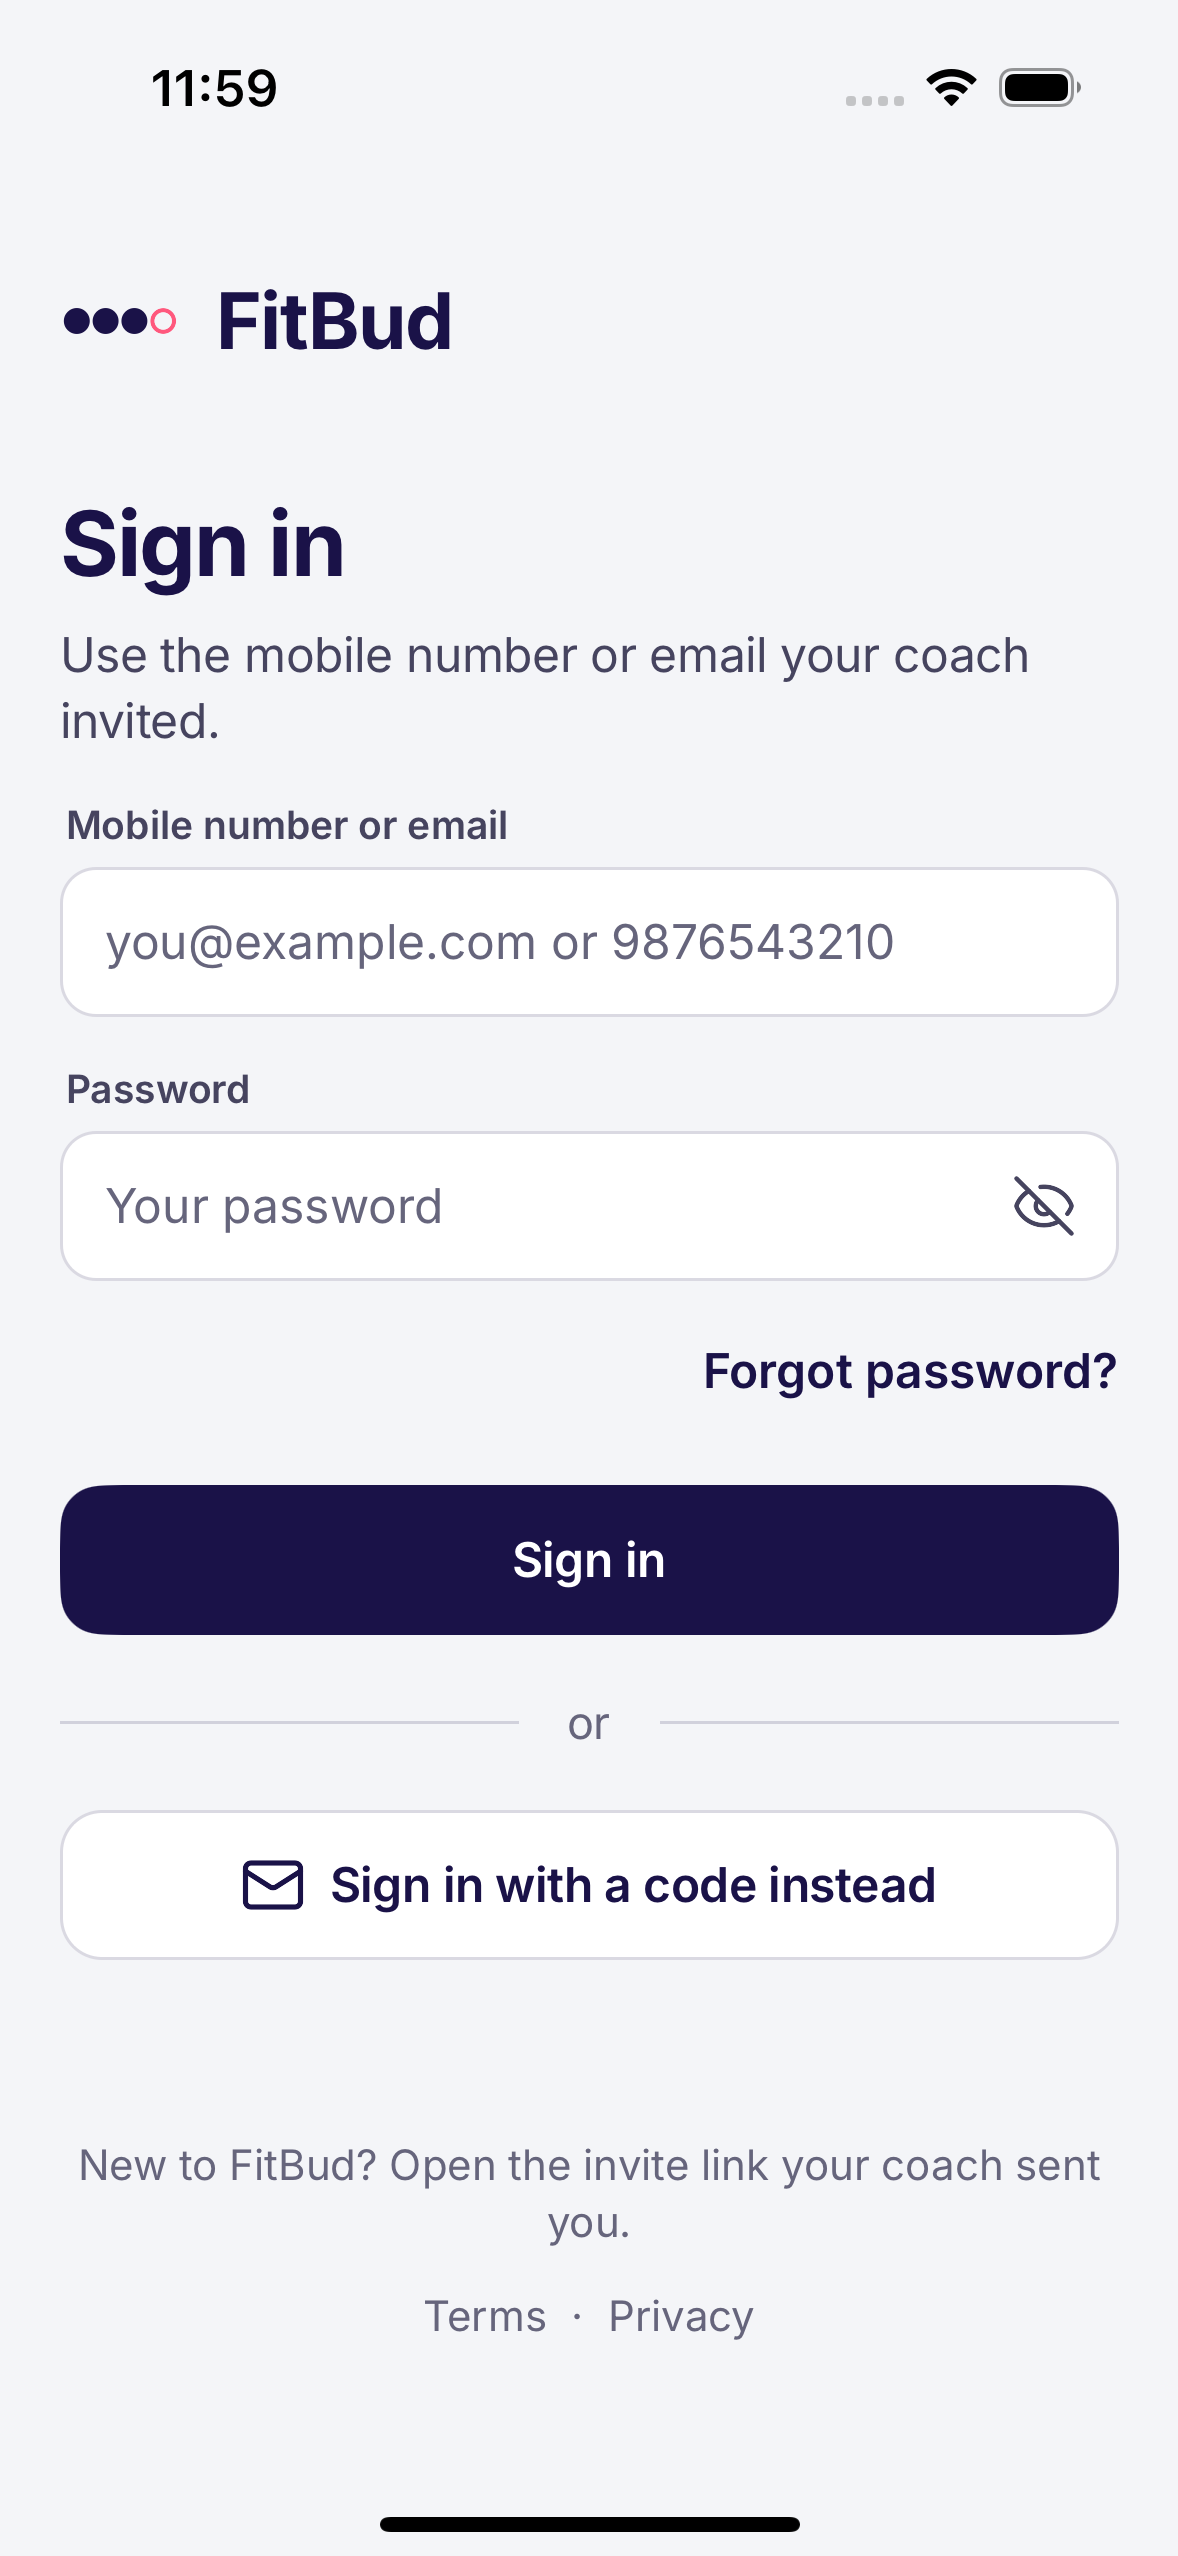 11:59
FitBud
Sign in
Use the mobile number or email your coach
invited.
Mobile number or email
you@example.com or 9876543210
Password
Your password
Forgot password?
Sign in
or
Sign in with a code instead
New to FitBud? Open the invite link your coach sent
you.
Terms · Privacy